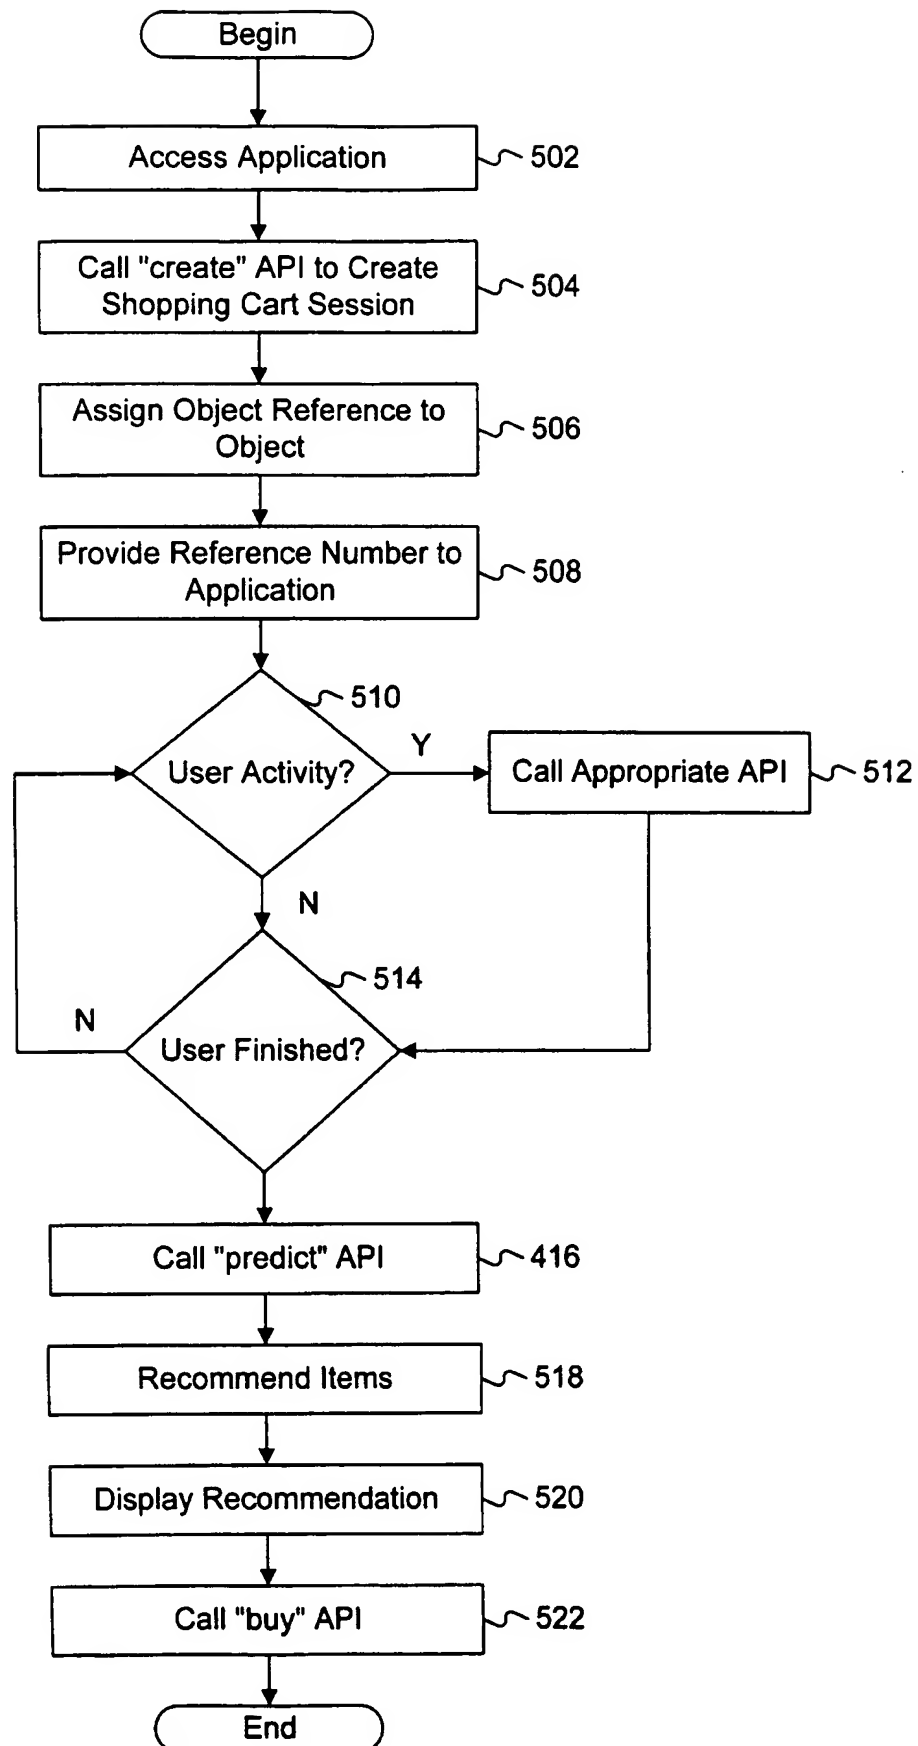 Begin
Access Application
502
Call "create" API to Create
Shopping Cart Session
504
Assign Object Reference to
Object
506
Provide Reference Number to
Application
508
510
User Activity?
Y
Call Appropriate API
512
N
514
User Finished?
N
Call "predict" API
416
Recommend Items
518
Display Recommendation
520
Call "buy" API
522
End